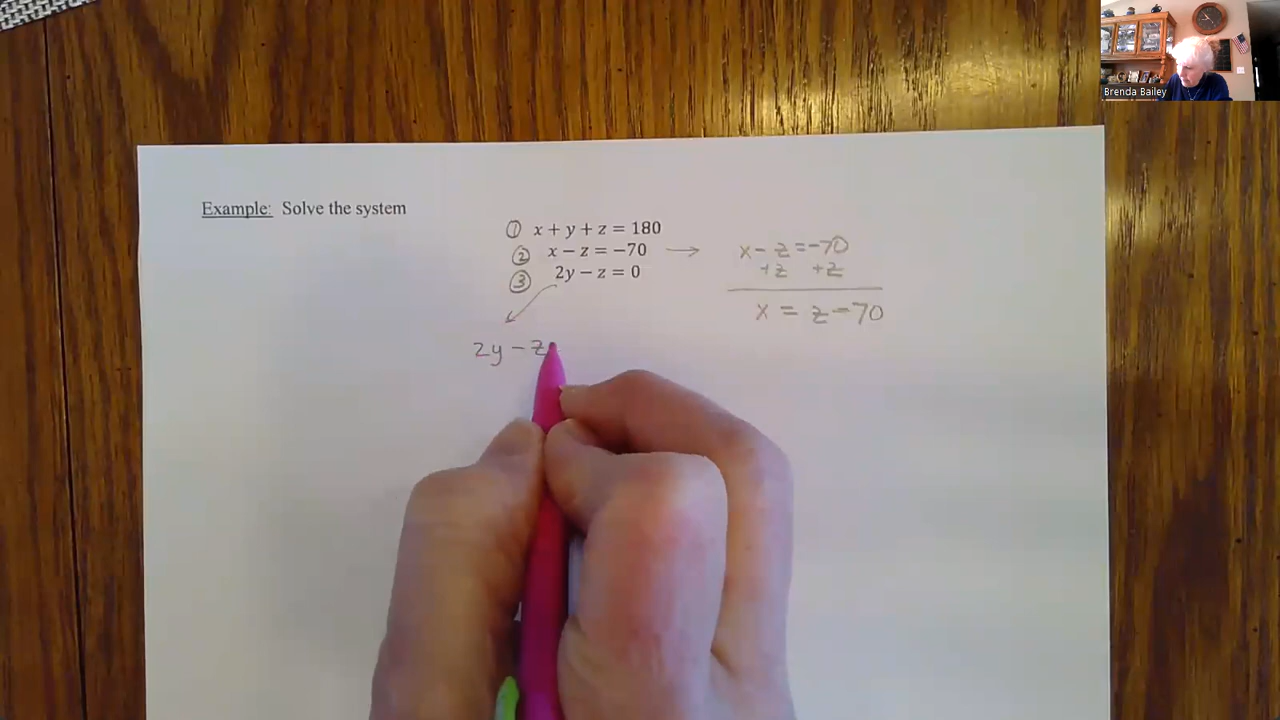 Brenda Bailey
Example: Solve the system
① x + y + z = 180
② x − z = −70 → x − z = −70
+z +z
③ 2y − z = 0
x = z − 70
2y − z